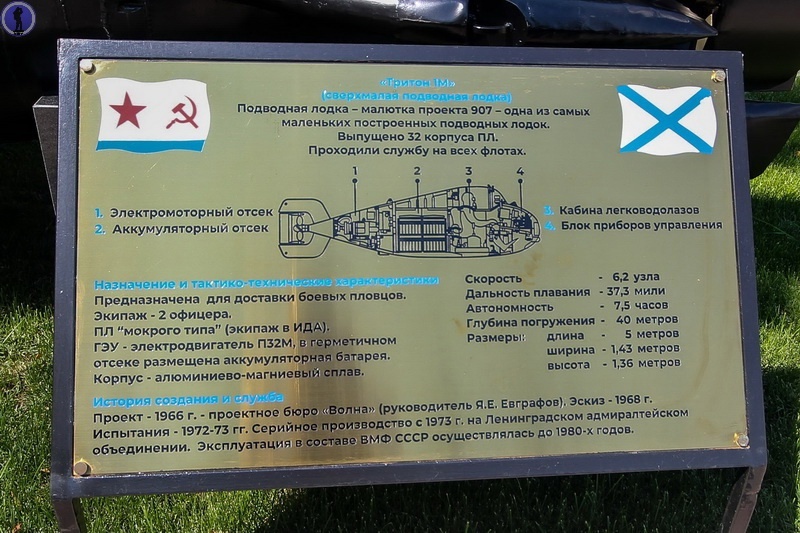 «Тритон 1М»
(сверхмалая подводная лодка)
Подводная лодка – малютка проекта 907 – одна из самых
маленьких построенных подводных лодок.
Выпущено 32 корпуса ПЛ.
Проходили службу на всех флотах.
1 2 3 4
1. Электромоторный отсек
2. Аккумуляторный отсек
3. Кабина легководолазов
4. Блок приборов управления
Назначение и тактико-технические характеристики
Предназначена для доставки боевых пловцов.
Экипаж - 2 офицера.
ПЛ “мокрого типа” (экипаж в ИДА).
ГЭУ - электродвигатель П32М, в герметичном
отсеке размещена аккумуляторная батарея.
Корпус - алюминиево-магниевый сплав.
Скорость - 6,2 узла
Дальность плавания - 37,3 мили
Автономность - 7,5 часов
Глубина погружения - 40 метров
Размеры: длина - 5 метров
ширина - 1,43 метров
высота - 1,36 метров
История создания и служба
Проект - 1966 г. - проектное бюро «Волна» (руководитель Я.Е. Евграфов), Эскиз - 1968 г.
Испытания - 1972-73 гг. Серийное производство с 1973 г. на Ленинградском адмиралтейском
объединении. Эксплуатация в составе ВМФ СССР осуществлялась до 1980-х годов.